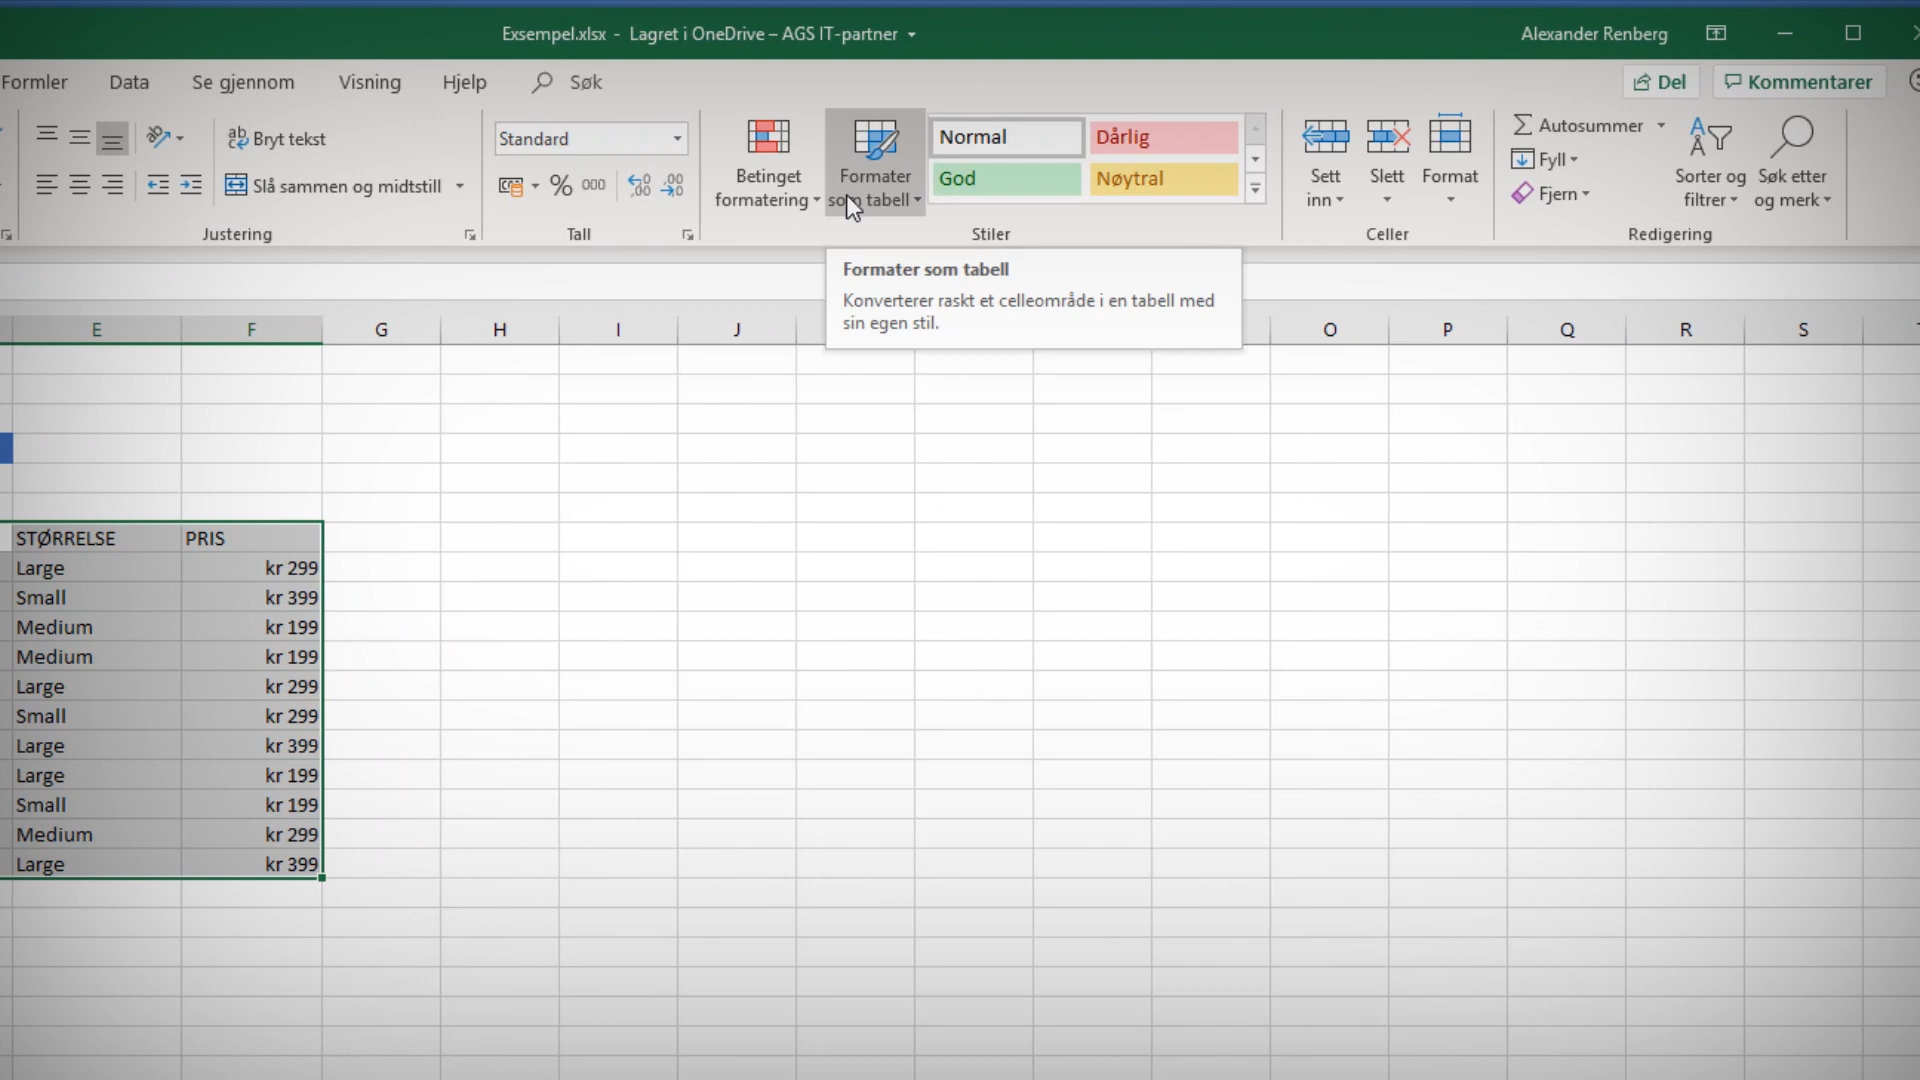 Exsempel.xlsx - Lagret i OneDrive – AGS IT-partner
Alexander Renberg
Formler Data Se gjennom Visning Hjelp Søk
Del Kommentarer
Bryt tekst
Slå sammen og midtstill
Justering
Standard
% 000 ,00
Tall
Betinget formatering
Formater som tabell
Normal Dårlig
God Nøytral
Stiler
Sett inn
Slett
Format
Celler
Autosummer
Fyll
Fjern
Sorter og filtrer
Søk etter og merk
Redigering
Formater som tabell
Konverterer raskt et celleområde i en tabell med
sin egen stil.
E F G H I J O P Q R S
STØRRELSE PRIS
Large kr 299
Small kr 399
Medium kr 199
Medium kr 199
Large kr 299
Small kr 299
Large kr 399
Large kr 199
Small kr 199
Medium kr 299
Large kr 399